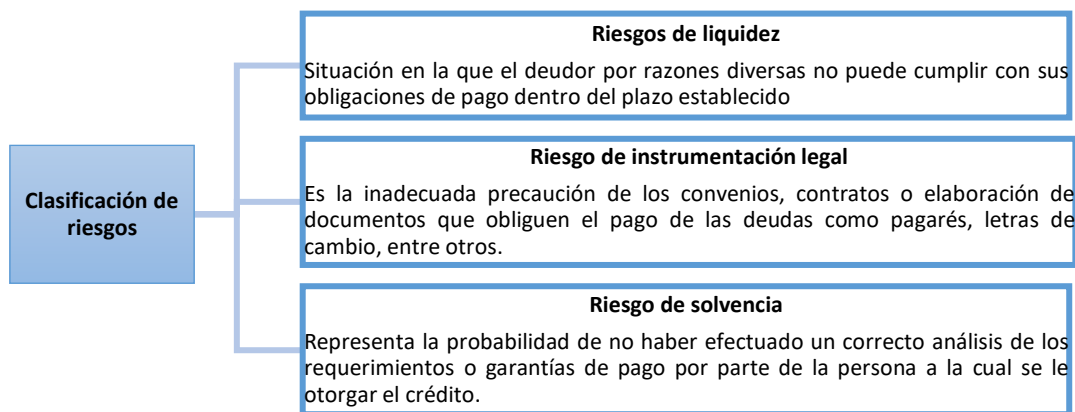 Riesgos de liquidez
Situación en la que el deudor por razones diversas no puede cumplir con sus
obligaciones de pago dentro del plazo establecido
Clasificación de
riesgos
Riesgo de instrumentación legal
Es la inadecuada precaución de los convenios, contratos o elaboración de
documentos que obliguen el pago de las deudas como pagarés, letras de
cambio, entre otros.
Riesgo de solvencia
Representa la probabilidad de no haber efectuado un correcto análisis de los
requerimientos o garantías de pago por parte de la persona a la cual se le
otorgar el crédito.